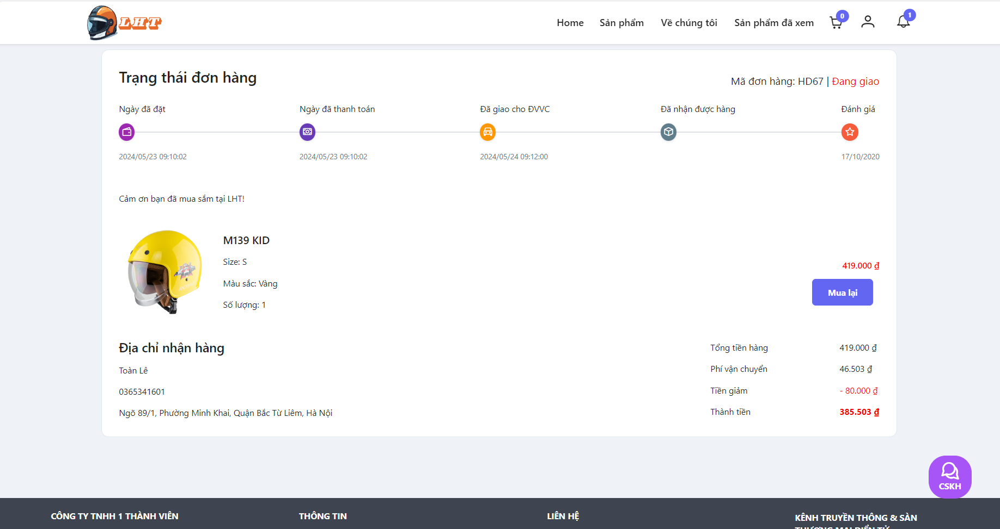 LHT
Home Sản phẩm Về chúng tôi Sản phẩm đã xem 0 1
Trạng thái đơn hàng
Mã đơn hàng: HD67 | Đang giao
Ngày đã đặt Ngày đã thanh toán Đã giao cho ĐVVC Đã nhận được hàng Đánh giá
2024/05/23 09:10:02 2024/05/23 09:10:02 2024/05/24 09:12:00 17/10/2020
Cảm ơn bạn đã mua sắm tại LHT!
M139 KID
Size: S
Màu sắc: Vàng
Số lượng: 1
419.000 ₫
Mua lại
Địa chỉ nhận hàng
Toàn Lê
0365341601
Ngõ 89/1, Phường Minh Khai, Quận Bắc Từ Liêm, Hà Nội
Tổng tiền hàng 419.000 ₫
Phí vận chuyển 46.503 ₫
Tiền giảm - 80.000 ₫
Thành tiền 385.503 ₫
CSKH
CÔNG TY TNHH 1 THÀNH VIÊN THÔNG TIN LIÊN HỆ KÊNH TRUYỀN THÔNG & SÀN
THƯƠNG MẠI ĐIỆN TỬ